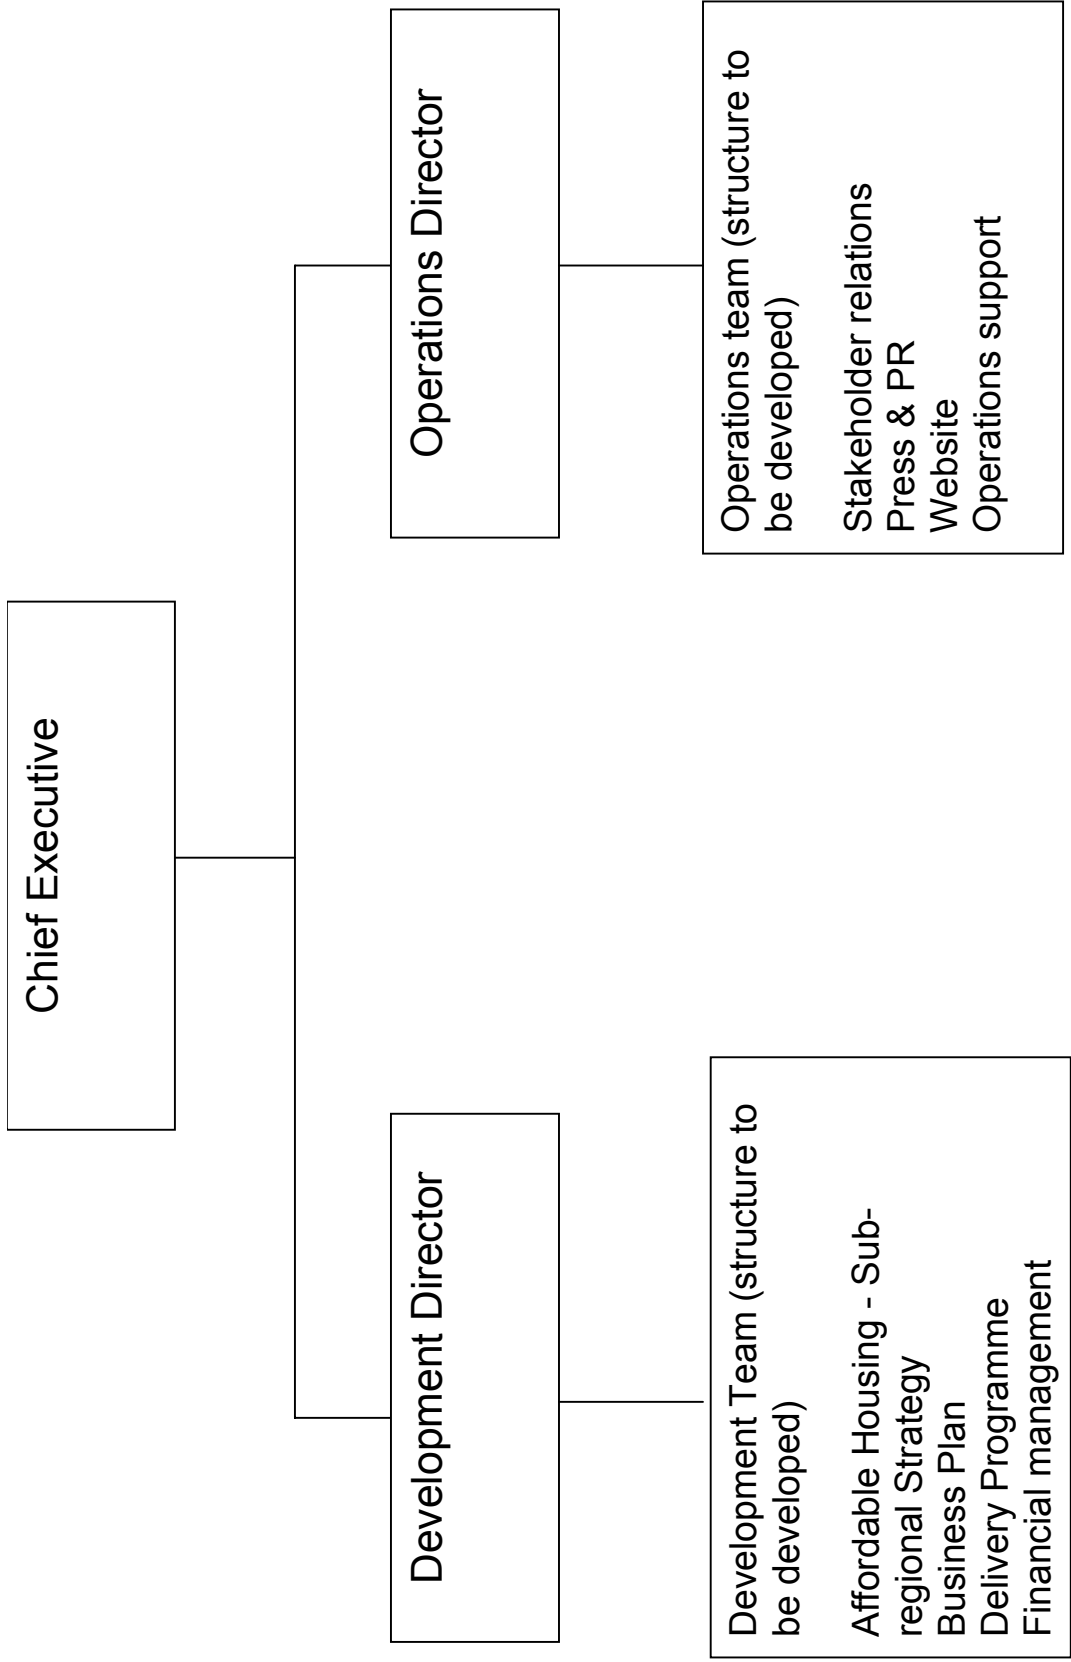 Chief Executive
Development Director
Operations Director
Development Team (structure to
be developed)
Affordable Housing - Sub-
regional Strategy
Business Plan
Delivery Programme
Financial management
Operations team (structure to
be developed)
Stakeholder relations
Press & PR
Website
Operations support